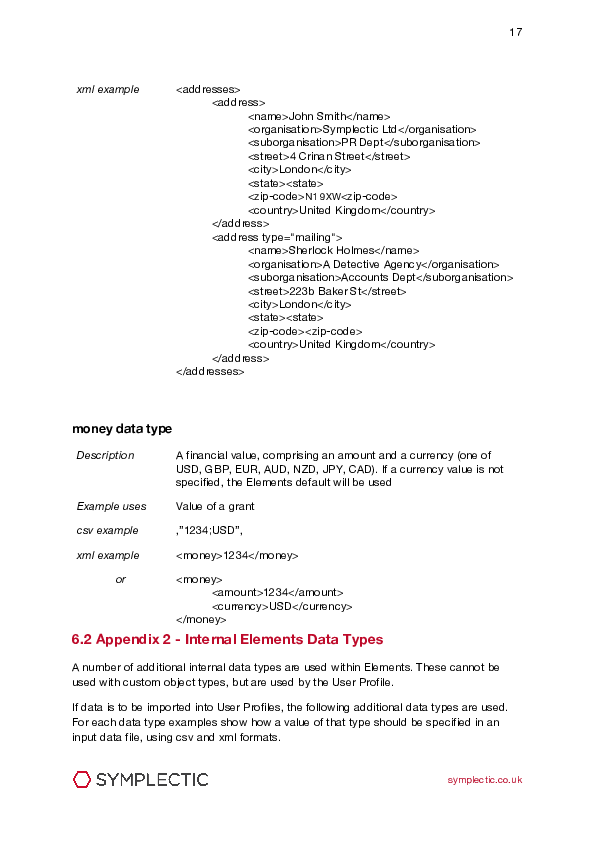 17
xml example <addresses>
<address>
<name>John Smith</name>
<organisation>Symplectic Ltd</organisation>
<suborganisation>PR Dept</suborganisation>
<street>4 Crinan Street</street>
<city>London</city>
<state><state>
<zip-code>N19XW<zip-code>
<country>United Kingdom</country>
</address>
<address type="mailing">
<name>Sherlock Holmes</name>
<organisation>A Detective Agency</organisation>
<suborganisation>Accounts Dept</suborganisation>
<street>223b Baker St</street>
<city>London</city>
<state><state>
<zip-code><zip-code>
<country>United Kingdom</country>
</address>
</addresses>
money data type
Description A financial value, comprising an amount and a currency (one of
USD, GBP, EUR, AUD, NZD, JPY, CAD). If a currency value is not
specified, the Elements default will be used
Example uses Value of a grant
csv example ,"1234;USD",
xml example <money>1234</money>
or <money>
<amount>1234</amount>
<currency>USD</currency>
</money>
6.2 Appendix 2 - Internal Elements Data Types
A number of additional internal data types are used within Elements. These cannot be
used with custom object types, but are used by the User Profile.
If data is to be imported into User Profiles, the following additional data types are used.
For each data type examples show how a value of that type should be specified in an
input data file, using csv and xml formats.
SYMPLECTIC symplectic.co.uk